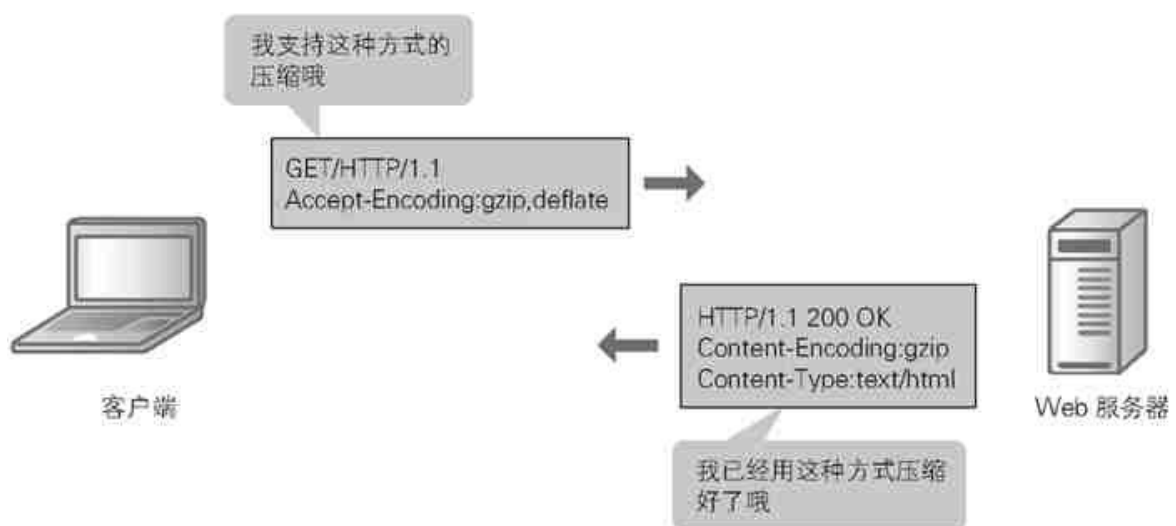 我支持这种方式的
压缩哦
GET/HTTP/1.1
Accept-Encoding:gzip,deflate
HTTP/1.1 200 OK
Content-Encoding:gzip
Content-Type:text/html
客户端
Web 服务器
我已经用这种方式压缩
好了哦